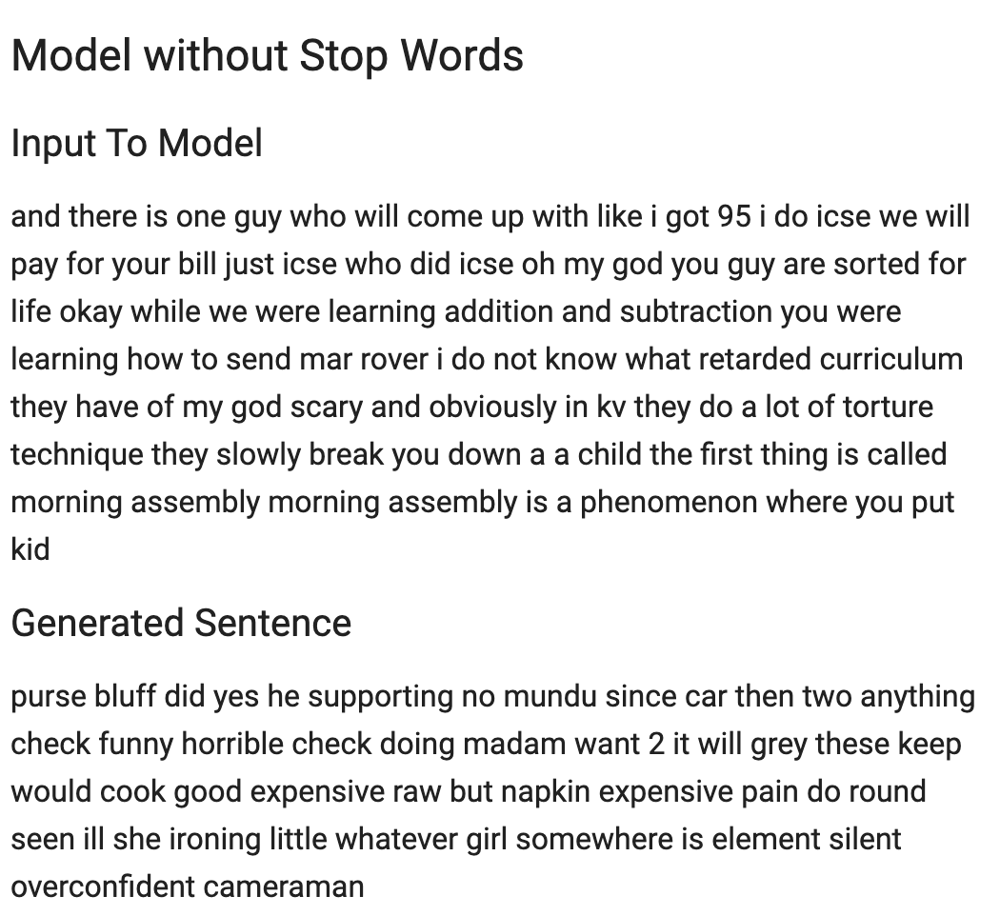 Model without Stop Words
Input To Model
and there is one guy who will come up with like i got 95 i do icse we will
pay for your bill just icse who did icse oh my god you guy are sorted for
life okay while we were learning addition and subtraction you were
learning how to send mar rover i do not know what retarded curriculum
they have of my god scary and obviously in kv they do a lot of torture
technique they slowly break you down a a child the first thing is called
morning assembly morning assembly is a phenomenon where you put
kid
Generated Sentence
purse bluff did yes he supporting no mundu since car then two anything
check funny horrible check doing madam want 2 it will grey these keep
would cook good expensive raw but napkin expensive pain do round
seen ill she ironing little whatever girl somewhere is element silent
overconfident cameraman